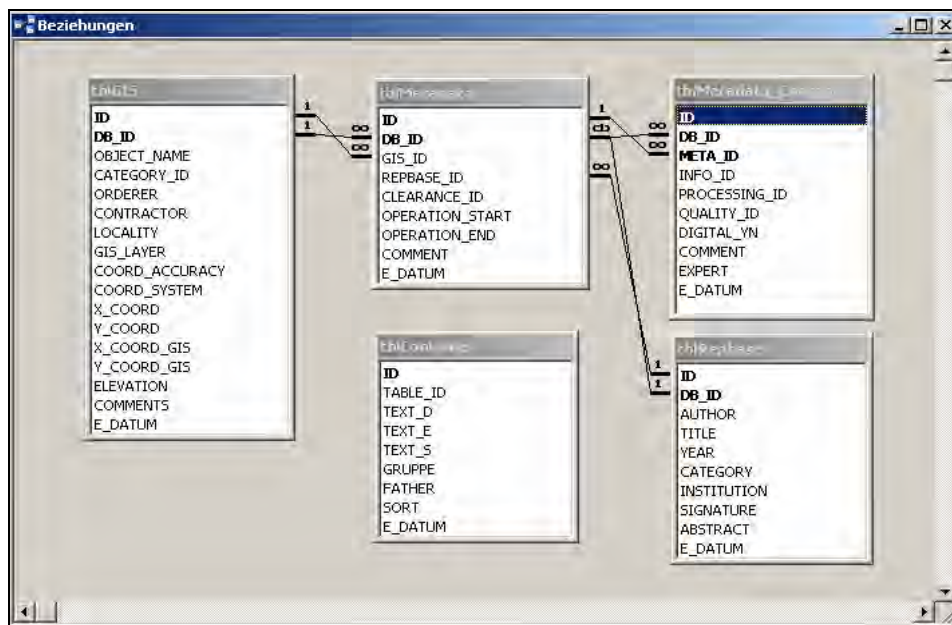 Beziehungen
tblGIS
ID
DB_ID
OBJECT_NAME
CATEGORY_ID
ORDERER
CONTRACTOR
LOCALITY
GIS_LAYER
COORD_ACCURACY
COORD_SYSTEM
X_COORD
Y_COORD
X_COORD_GIS
Y_COORD_GIS
ELEVATION
COMMENTS
E_DATUM
1
1
∞
∞
ID
DB_ID
GIS_ID
REPBASE_ID
CLEARANCE_ID
OPERATION_START
OPERATION_END
COMMENT
E_DATUM
1
∞
∞
∞
ID
DB_ID
META_ID
INFO_ID
PROCESSING_ID
QUALITY_ID
DIGITAL_YN
COMMENT
EXPERT
E_DATUM
ID
TABLE_ID
TEXT_D
TEXT_E
TEXT_S
GRUPPE
FATHER
SORT
E_DATUM
tblRepbase
1
1
ID
DB_ID
AUTHOR
TITLE
YEAR
CATEGORY
INSTITUTION
SIGNATURE
ABSTRACT
E_DATUM